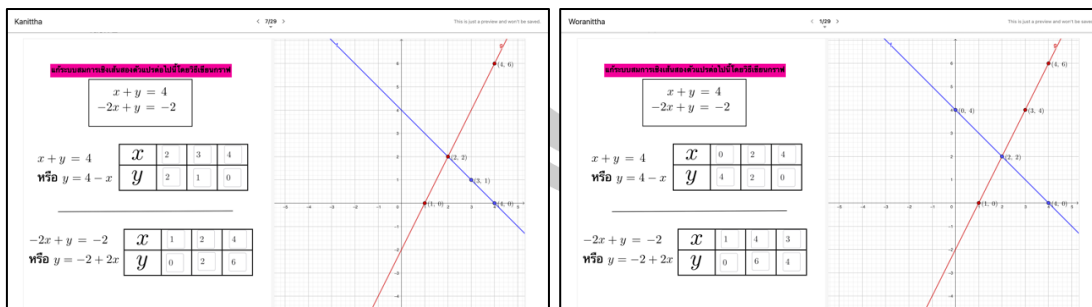 Kanittha
< 7/29 >
This is just a preview and won't be saved.
แก้ระบบสมการเชิงเส้นสองตัวแปรต่อไปนี้โดยวิธีเขียนกราฟ
x + y = 4
−2x + y = −2
x + y = 4
หรือ y = 4 − x
x 2 3 4
y 2 1 0
−2x + y = −2
หรือ y = −2 + 2x
x 1 2 4
y 0 2 6
(4, 6)
(2, 2)
(3, 1)
(1, 0)
(4, 0)
Woranittha
< 1/29 >
This is just a preview and won't be saved.
แก้ระบบสมการเชิงเส้นสองตัวแปรต่อไปนี้โดยวิธีเขียนกราฟ
x + y = 4
−2x + y = −2
x + y = 4
หรือ y = 4 − x
x 0 2 4
y 4 2 0
−2x + y = −2
หรือ y = −2 + 2x
x 1 4 3
y 0 6 4
(4, 6)
(0, 4)
(3, 4)
(2, 2)
(1, 0)
(4, 0)